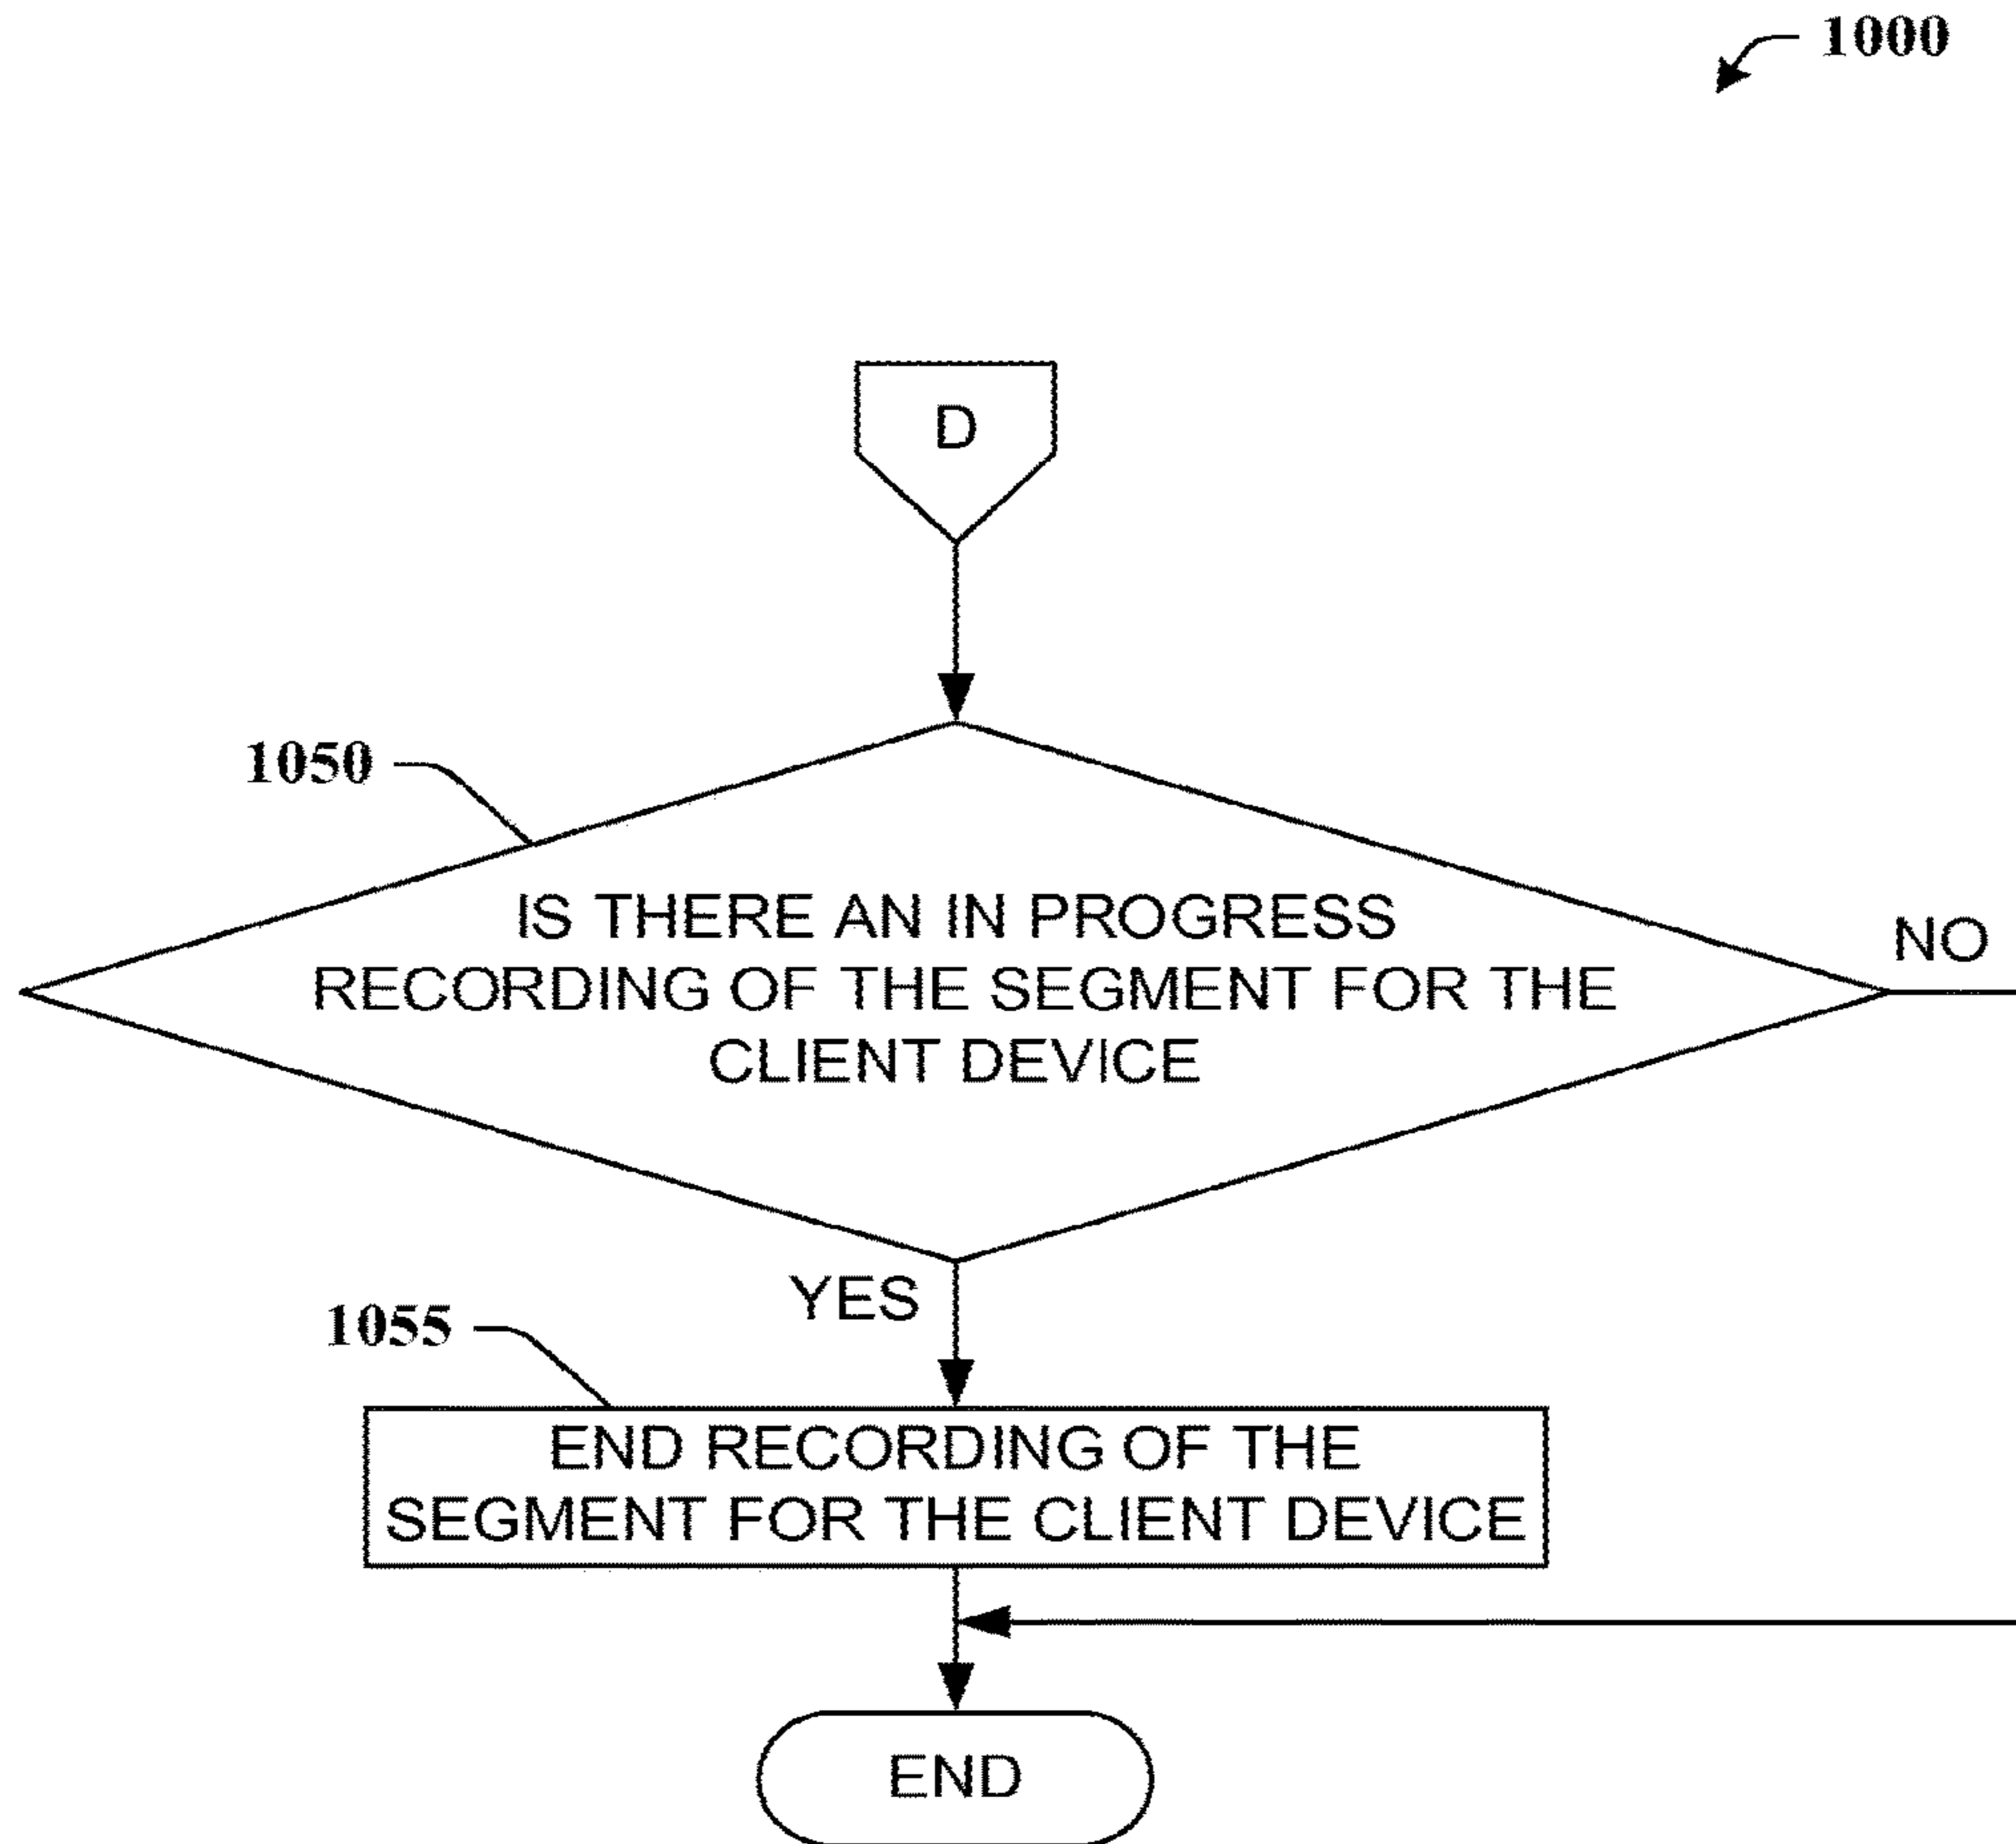 1000
D
1050
IS THERE AN IN PROGRESS
RECORDING OF THE SEGMENT FOR THE
CLIENT DEVICE
NO
YES
1055
END RECORDING OF THE
SEGMENT FOR THE CLIENT DEVICE
END